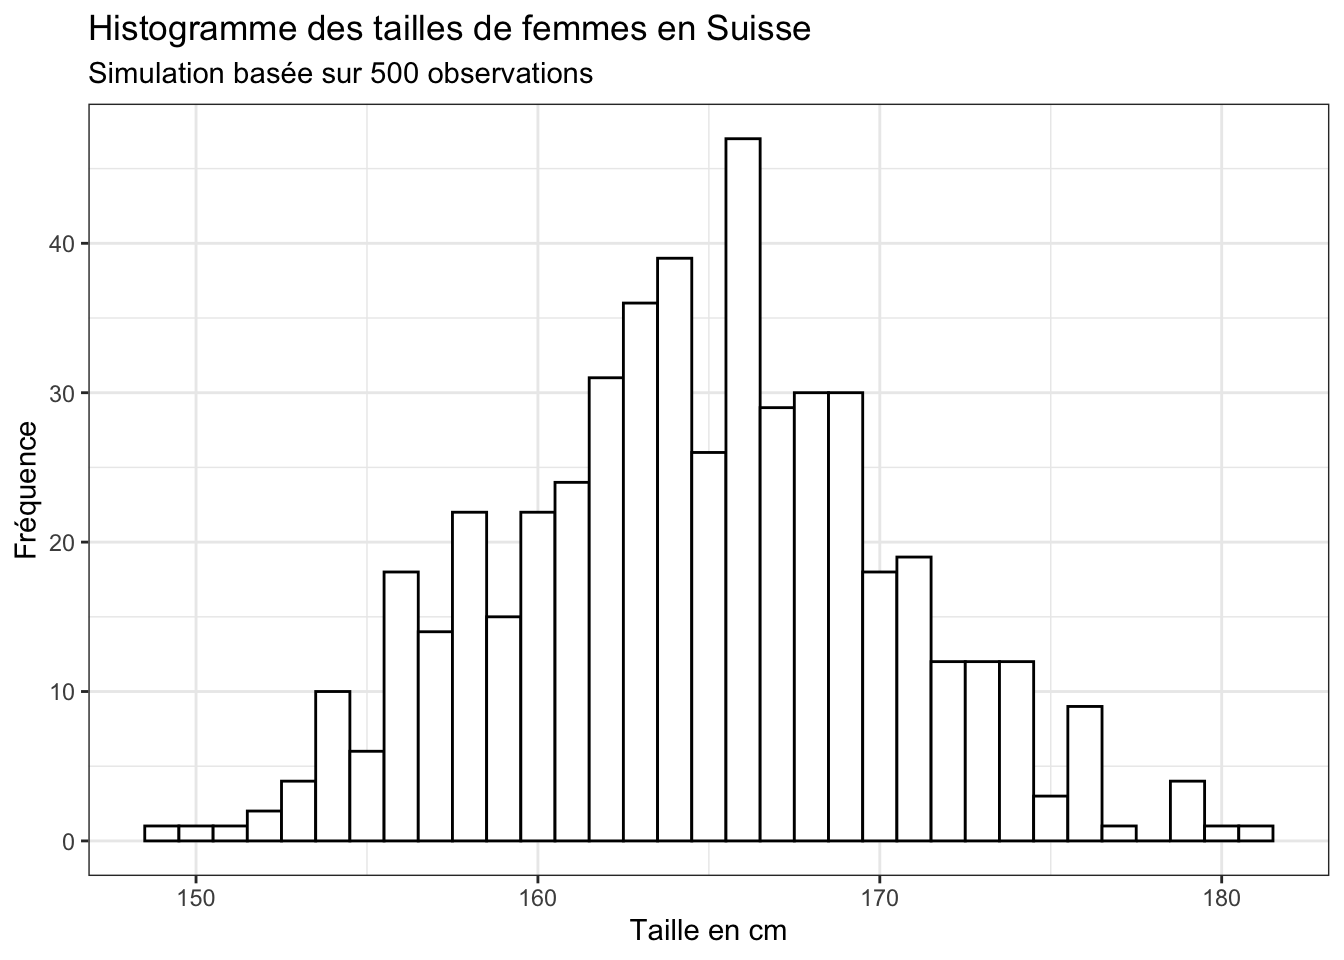 Histogramme des tailles de femmes en Suisse
Simulation basée sur 500 observations
Fréquence
40
30
20
10
0
150 160 170 180
Taille en cm